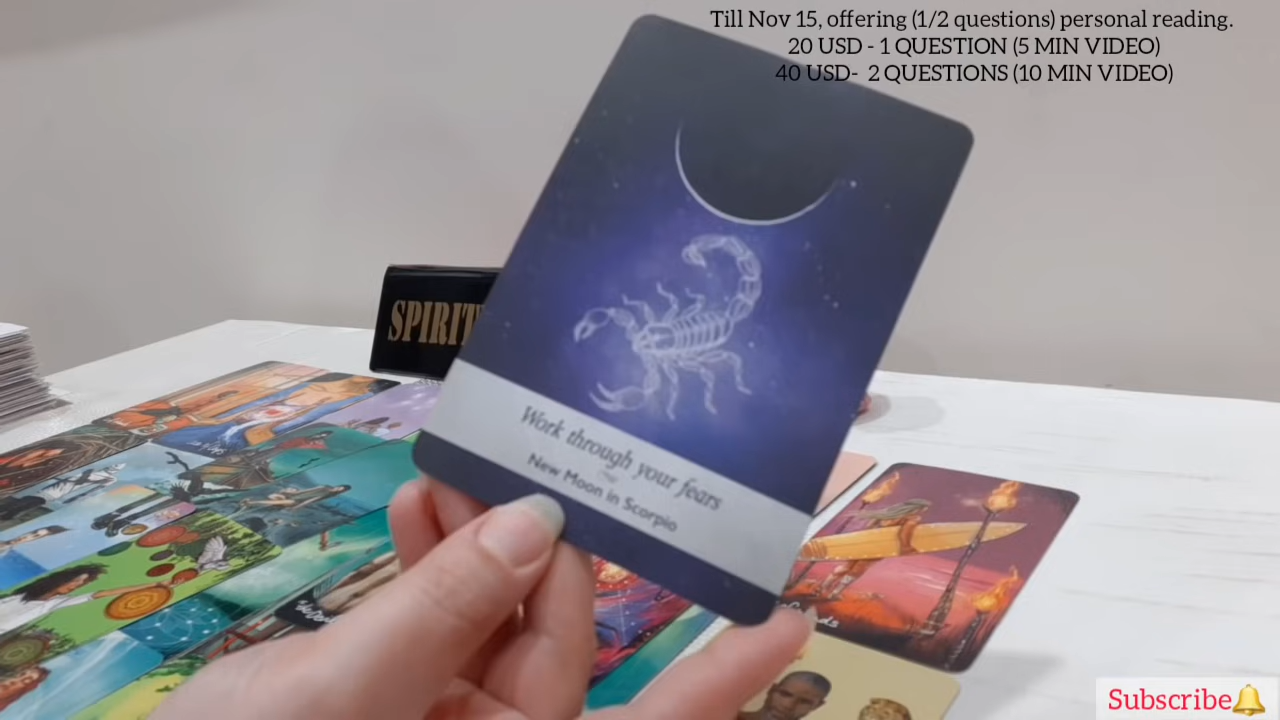 Till Nov 15, offering (1/2 questions) personal reading.
20 USD - 1 QUESTION (5 MIN VIDEO)
40 USD- 2 QUESTIONS (10 MIN VIDEO)
SPIRIT
Work through your fears
New Moon in Scorpio
Subscribe